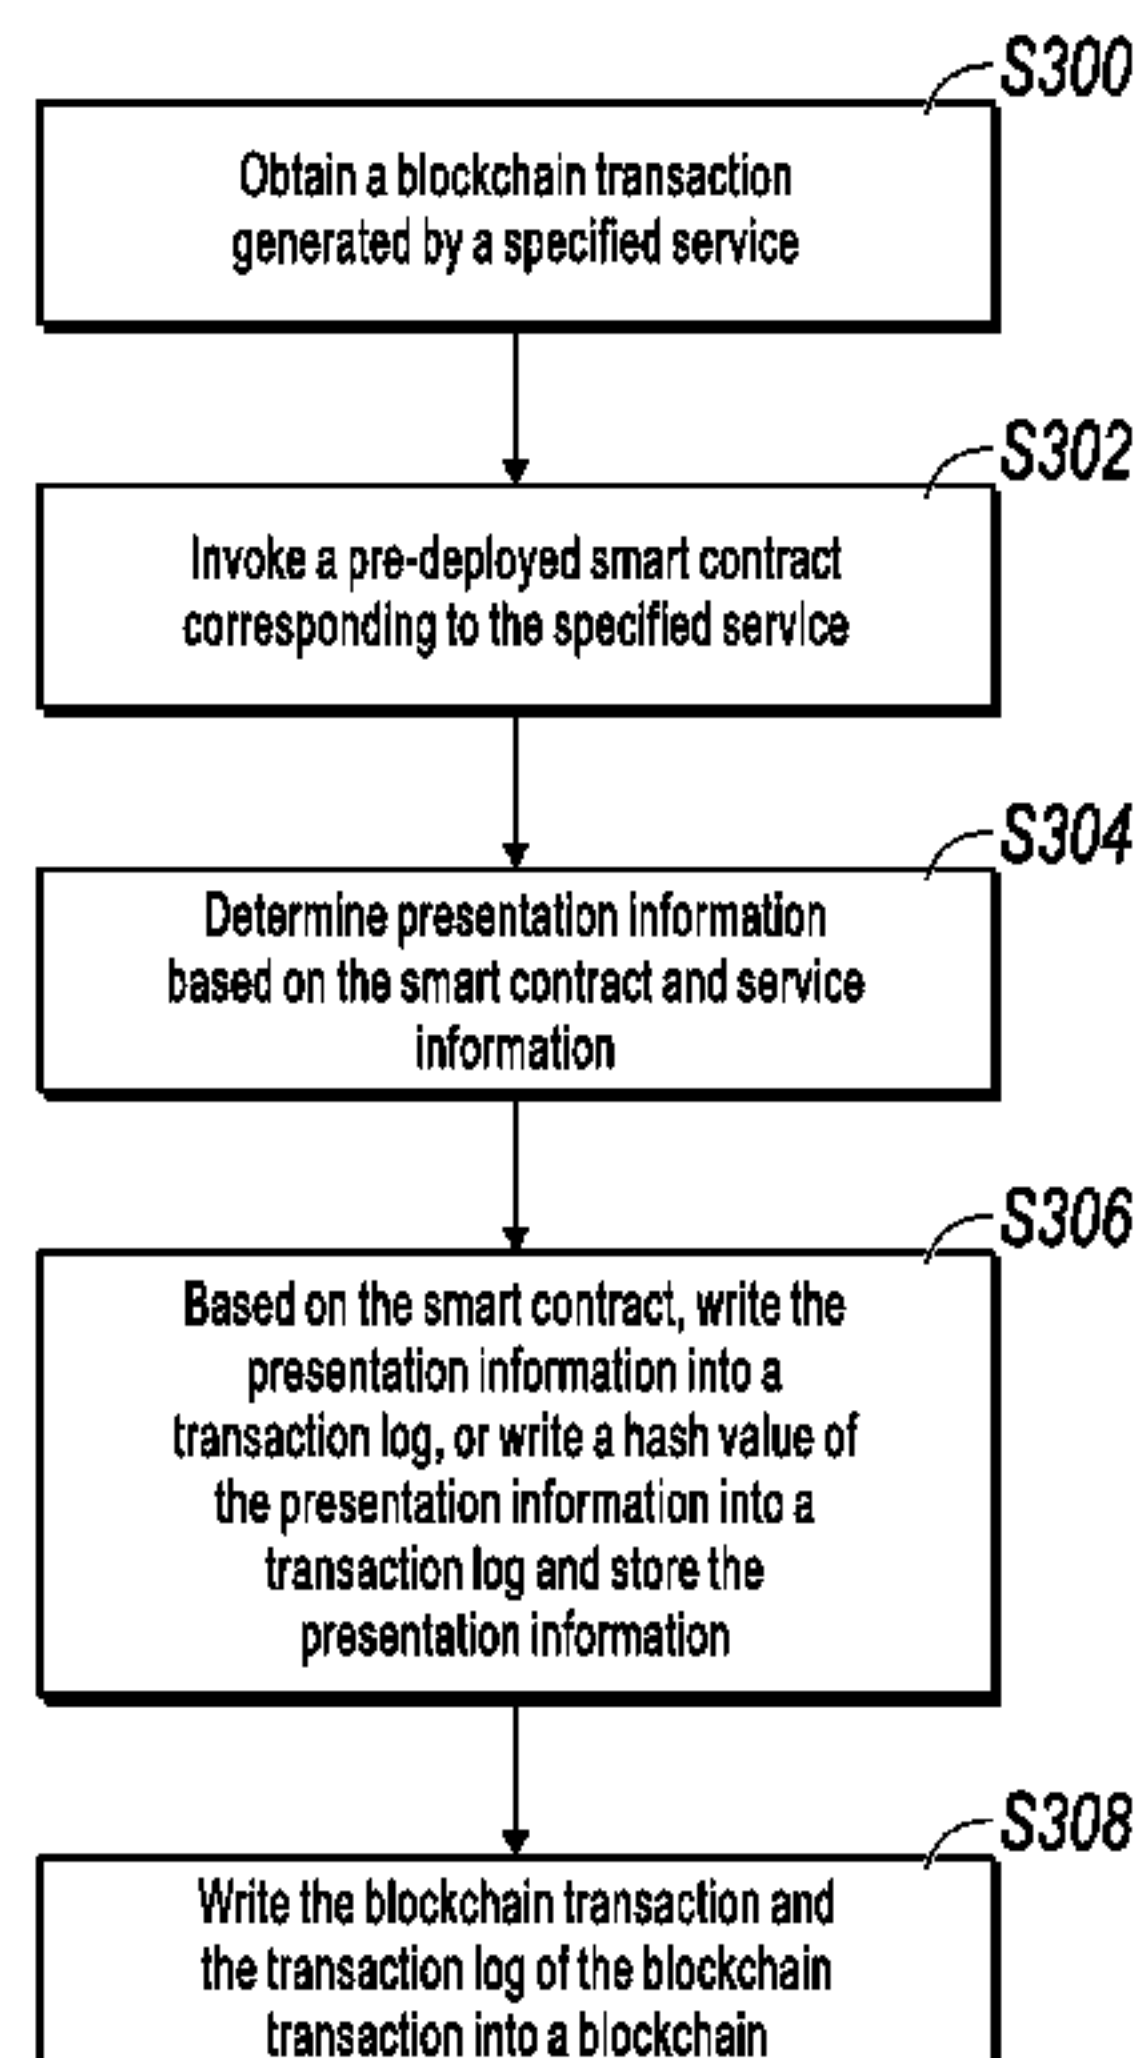 S300
Obtain a blockchain transaction
generated by a specified service
S302
Invoke a pre-deployed smart contract
corresponding to the specified service
S304
Determine presentation information
based on the smart contract and service
information
S306
Based on the smart contract, write the
presentation information into a
transaction log, or write a hash value of
the presentation information into a
transaction log and store the
presentation information
S308
Write the blockchain transaction and
the transaction log of the blockchain
transaction into a blockchain